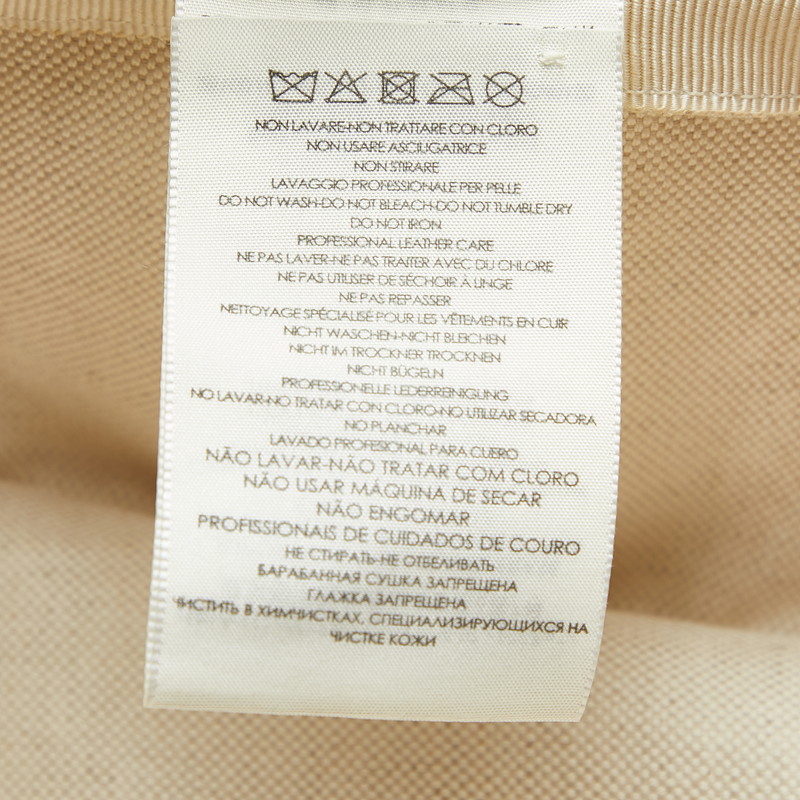 NON LAVARE-NON TRATTARE CON CLORO
NON USARE ASCIUGATRICE
NON STIRARE
LAVAGGIO PROFESSIONALE PER PELLE
DO NOT WASH-DO NOT BLEACH-DO NOT TUMBLE DRY
DO NOT IRON
PROFESSIONAL LEATHER CARE
NE PAS LAVER-NE PAS TRAITER AVEC DU CHLORE
NE PAS UTILISER DE SÉCHOIR À LINGE
NE PAS REPASSER
NETTOYAGE SPÉCIALISÉ POUR LES VÊTEMENTS EN CUIR
NICHT WASCHEN-NICHT BLEICHEN
NICHT IM TROCKNER TROCKNEN
NICHT BÜGELN
PROFESSIONELLE LEDERREINIGUNG
NO LAVAR-NO TRATAR CON CLORO-NO UTILIZAR SECADORA
NO PLANCHAR
LAVADO PROFESIONAL PARA CUERO
NÃO LAVAR-NÃO TRATAR COM CLORO
NÃO USAR MÁQUINA DE SECAR
NÃO ENGOMAR
PROFISSIONAIS DE CUIDADOS DE COURO
НЕ СТИРАТЬ-НЕ ОТБЕЛИВАТЬ
БАРАБАННАЯ СУШКА ЗАПРЕЩЕНА
ГЛАЖКА ЗАПРЕЩЕНА
ЧИСТИТЬ В ХИМЧИСТКАХ, СПЕЦИАЛИЗИРУЮЩИХСЯ НА
ЧИСТКЕ КОЖИ